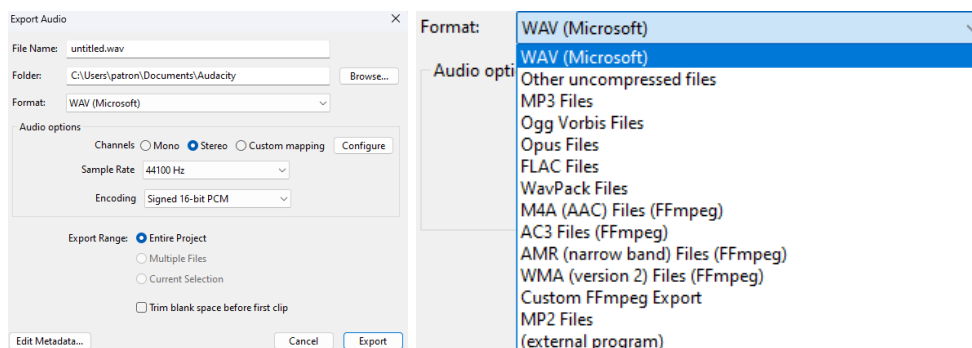 Export Audio
File Name: untitled.wav
Folder: C:\Users\patron\Documents\Audacity Browse...
Format: WAV (Microsoft)
Audio options
Channels Mono Stereo Custom mapping Configure
Sample Rate 44100 Hz
Encoding Signed 16-bit PCM
Export Range: Entire Project
Multiple Files
Current Selection
Trim blank space before first clip
Edit Metadata... Cancel Export
Format: WAV (Microsoft)
Audio opti
WAV (Microsoft)
Other uncompressed files
MP3 Files
Ogg Vorbis Files
Opus Files
FLAC Files
WavPack Files
M4A (AAC) Files (FFmpeg)
AC3 Files (FFmpeg)
AMR (narrow band) Files (FFmpeg)
WMA (version 2) Files (FFmpeg)
Custom FFmpeg Export
MP2 Files
(external program)